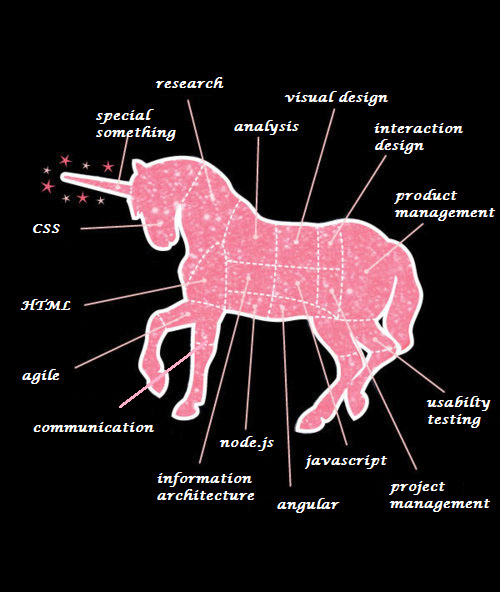 research
visual design
special
something
analysis
interaction
design
product
management
CSS
HTML
agile
usabilty
testing
communication
node.js
javascript
information
architecture
project
management
angular